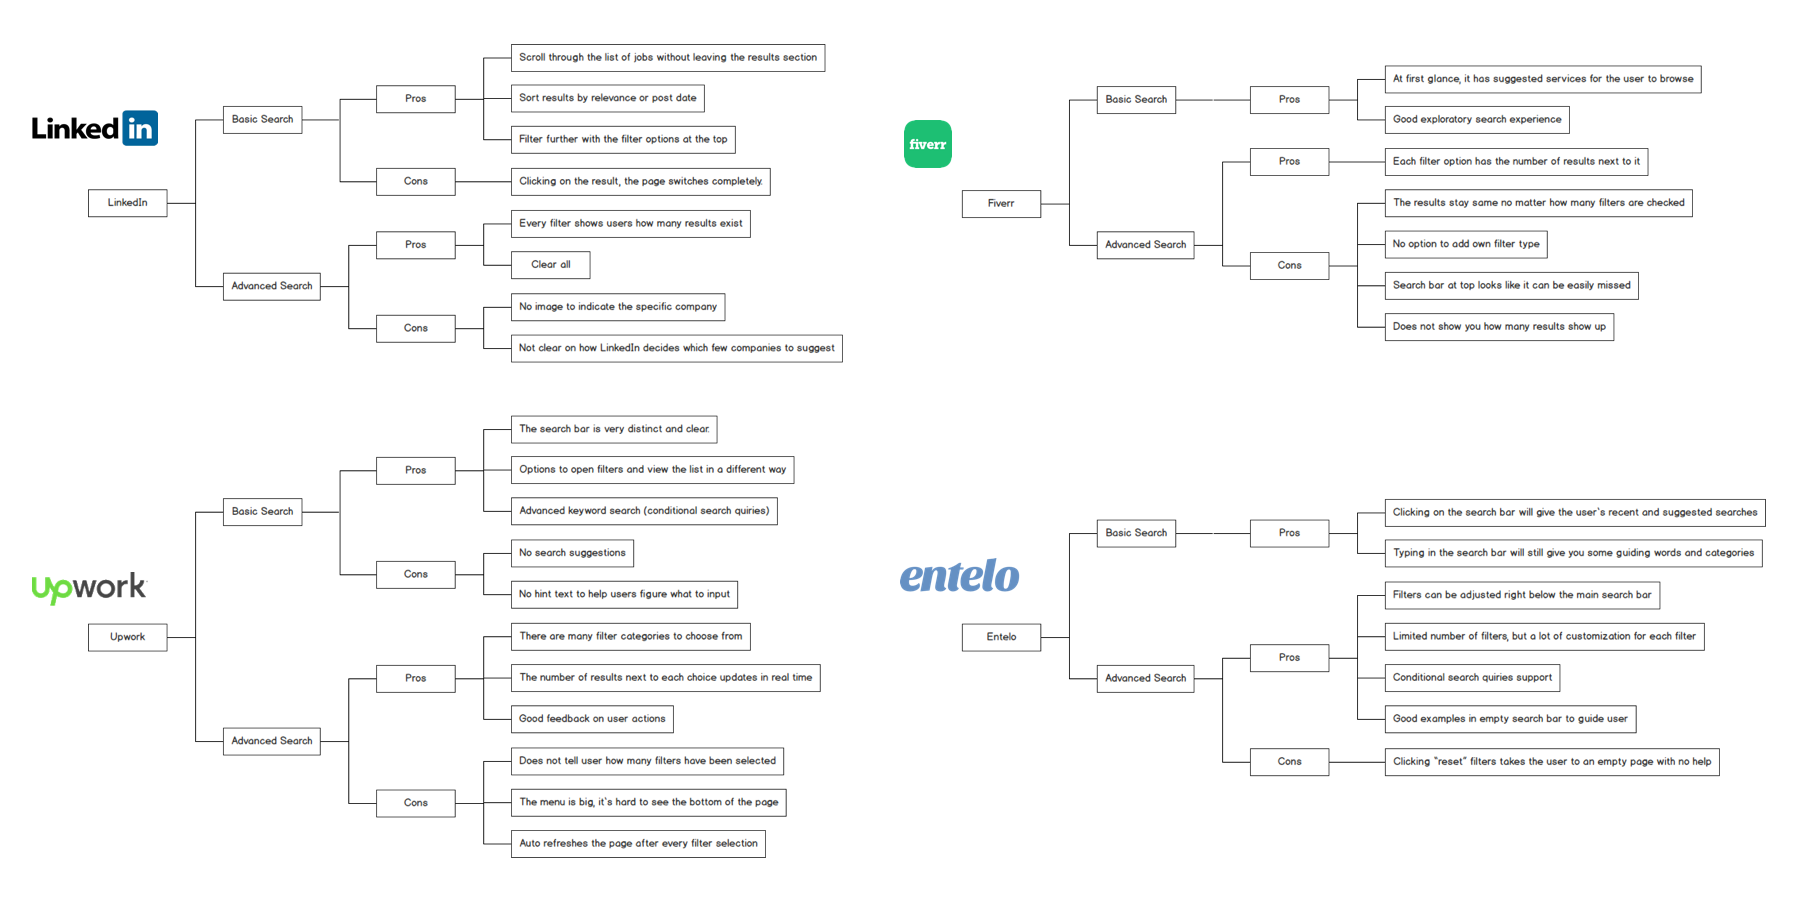 Linked in
LinkedIn
Basic Search
Pros
Scroll through the list of jobs without leaving the results section
Sort results by relevance or post date
Filter further with the filter options at the top
Cons
Clicking on the result, the page switches completely.
Advanced Search
Pros
Every filter shows users how many results exist
Clear all
Cons
No image to indicate the specific company
Not clear on how LinkedIn decides which few companies to suggest
fiverr
Fiverr
Basic Search
Pros
At first glance, it has suggested services for the user to browse
Good exploratory search experience
Advanced Search
Pros
Each filter option has the number of results next to it
Cons
The results stay same no matter how many filters are checked
No option to add own filter type
Search bar at top looks like it can be easily missed
Does not show you how many results show up
upwork
Upwork
Basic Search
Pros
The search bar is very distinct and clear.
Options to open filters and view the list in a different way
Advanced keyword search (conditional search quiries)
Cons
No search suggestions
No hint text to help users figure what to input
Advanced Search
Pros
There are many filter categories to choose from
The number of results next to each choice updates in real time
Good feedback on user actions
Cons
Does not tell user how many filters have been selected
The menu is big, it`s hard to see the bottom of the page
Auto refreshes the page after every filter selection
entelo
Entelo
Basic Search
Pros
Clicking on the search bar will give the user`s recent and suggested searches
Typing in the search bar will still give you some guiding words and categories
Advanced Search
Pros
Filters can be adjusted right below the main search bar
Limited number of filters, but a lot of customization for each filter
Conditional search quiries support
Good examples in empty search bar to guide user
Cons
Clicking "reset" filters takes the user to an empty page with no help